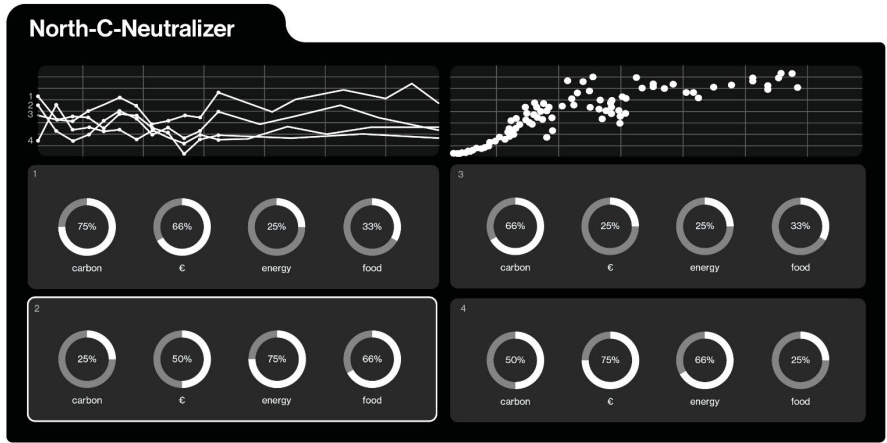 North-C-Neutralizer
1
2
3
4
1
75% 66% 25% 33%
carbon € energy food
3
66% 25% 25% 33%
carbon € energy food
2
25% 50% 75% 66%
carbon € energy food
4
50% 75% 66% 25%
carbon € energy food